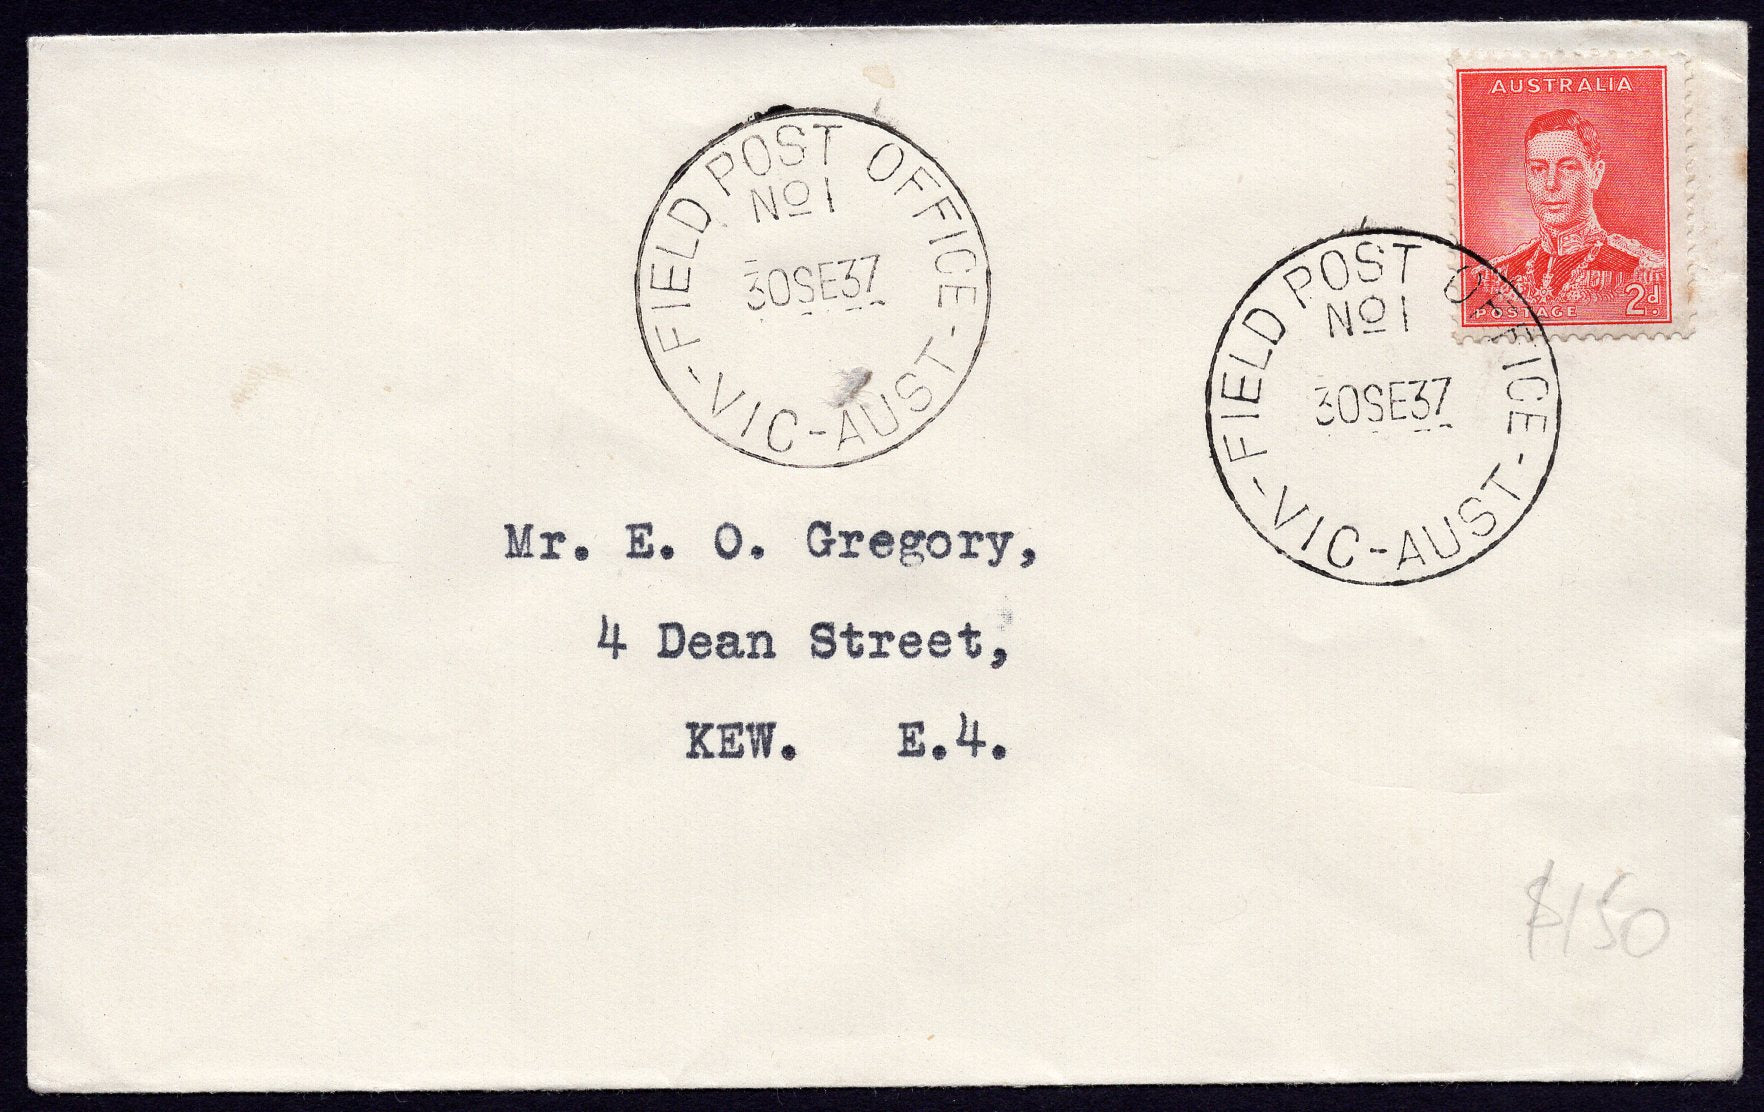 AUSTRALIA
POSTAGE 2d.
FIELD POST OFFICE
No 1
30SE37
-VIC-AUST-
FIELD POST OFFICE
No 1
30SE37
-VIC-AUST-
Mr. E. O. Gregory,
4 Dean Street,
KEW. E.4.
$150